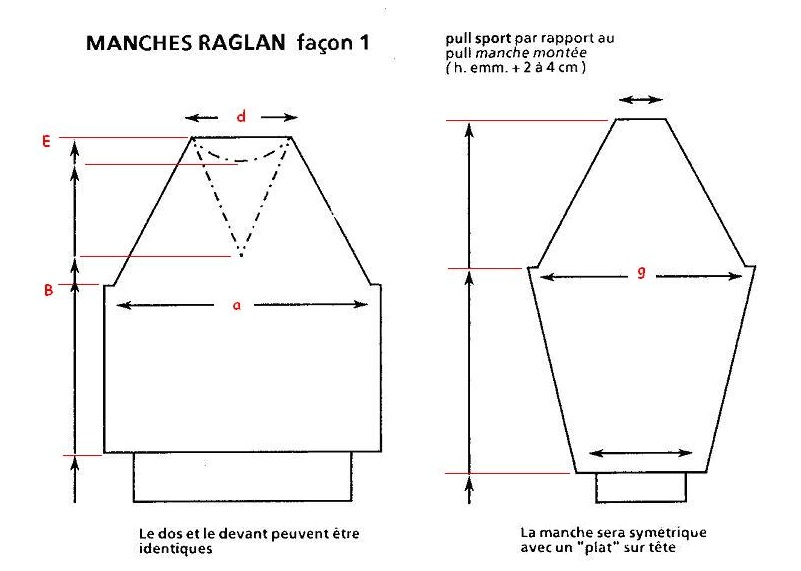 MANCHES RAGLAN façon 1
pull sport par rapport au
pull manche montée
( h. emm. + 2 à 4 cm )
d
E
B
a
g
Le dos et le devant peuvent être
identiques
La manche sera symétrique
avec un "plat" sur tête